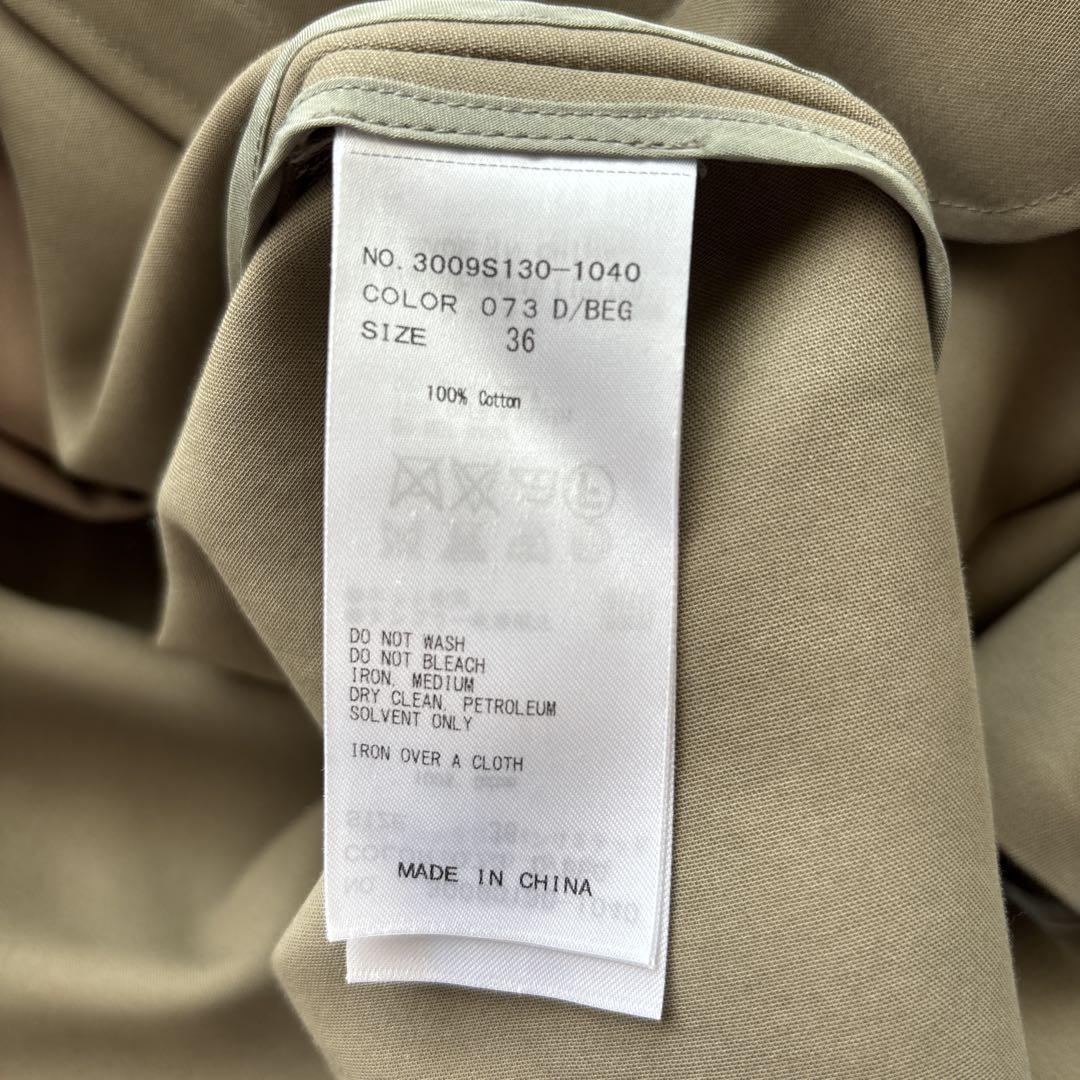 NO. 3009S130-1040
COLOR 073 D/BEG
SIZE 36
100% Cotton
DO NOT WASH
DO NOT BLEACH
IRON, MEDIUM
DRY CLEAN, PETROLEUM
SOLVENT ONLY
IRON OVER A CLOTH
MADE IN CHINA